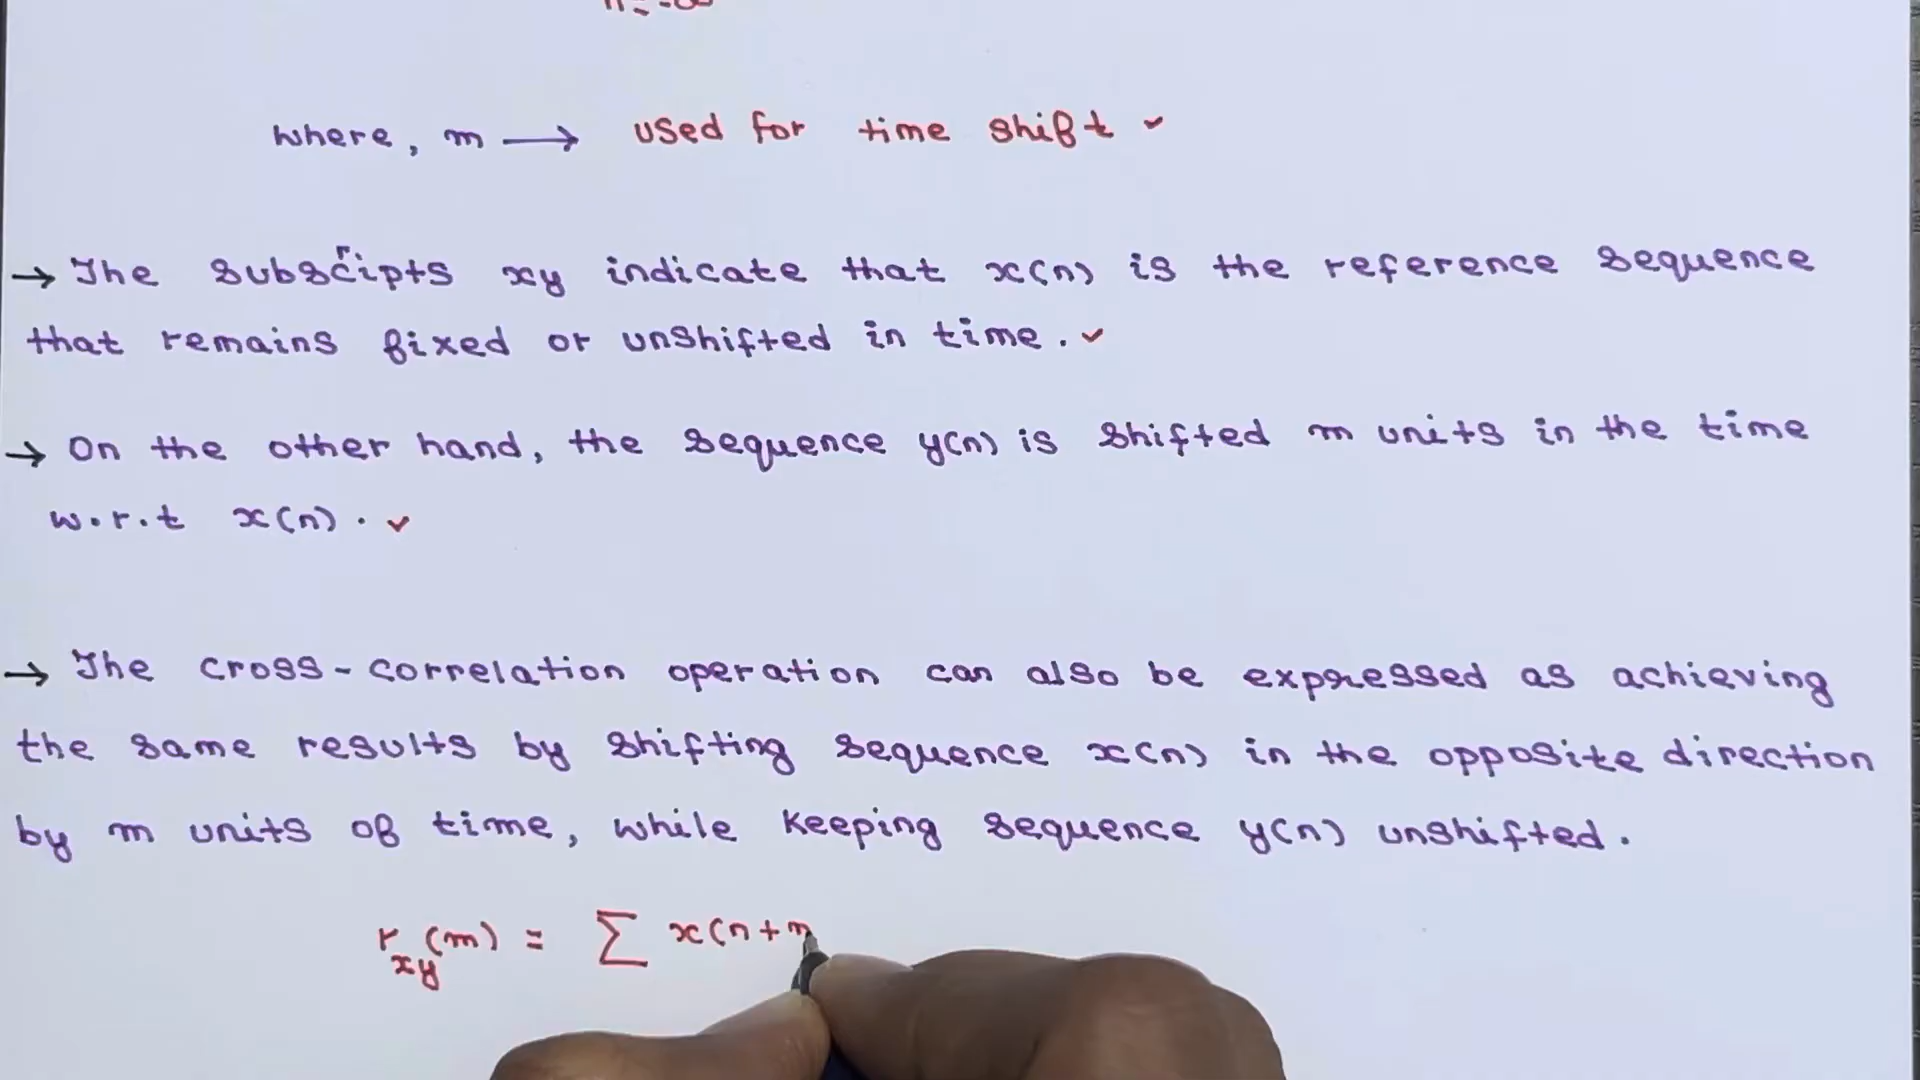 n=-∞
where, m → used for time shift ✓
→ The subscripts xy indicate that x(n) is the reference sequence
that remains fixed or unshifted in time. ✓
→ On the other hand, the sequence y(n) is shifted m units in the time
w.r.t x(n). ✓
→ The cross-correlation operation can also be expressed as achieving
the same results by shifting sequence x(n) in the opposite direction
by m units of time, while keeping sequence y(n) unshifted.
r_xy(m) = ∑ x(n+m